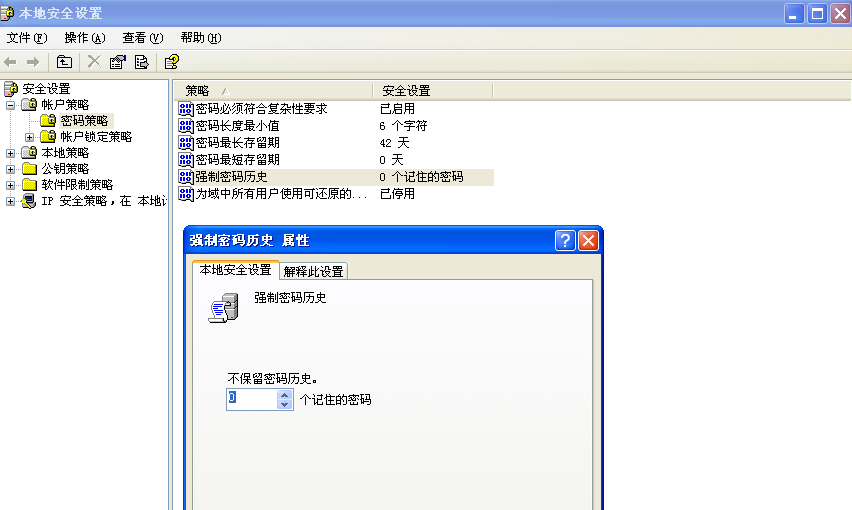 本地安全设置
文件(F) 操作(A) 查看(V) 帮助(H)
安全设置
帐户策略
密码策略
帐户锁定策略
本地策略
公钥策略
软件限制策略
IP 安全策略，在 本地
策略 安全设置
密码必须符合复杂性要求 已启用
密码长度最小值 6 个字符
密码最长存留期 42 天
密码最短存留期 0 天
强制密码历史 0 个记住的密码
为域中所有用户使用可还原的... 已停用
强制密码历史 属性
本地安全设置 解释此设置
强制密码历史
不保留密码历史。
0 个记住的密码